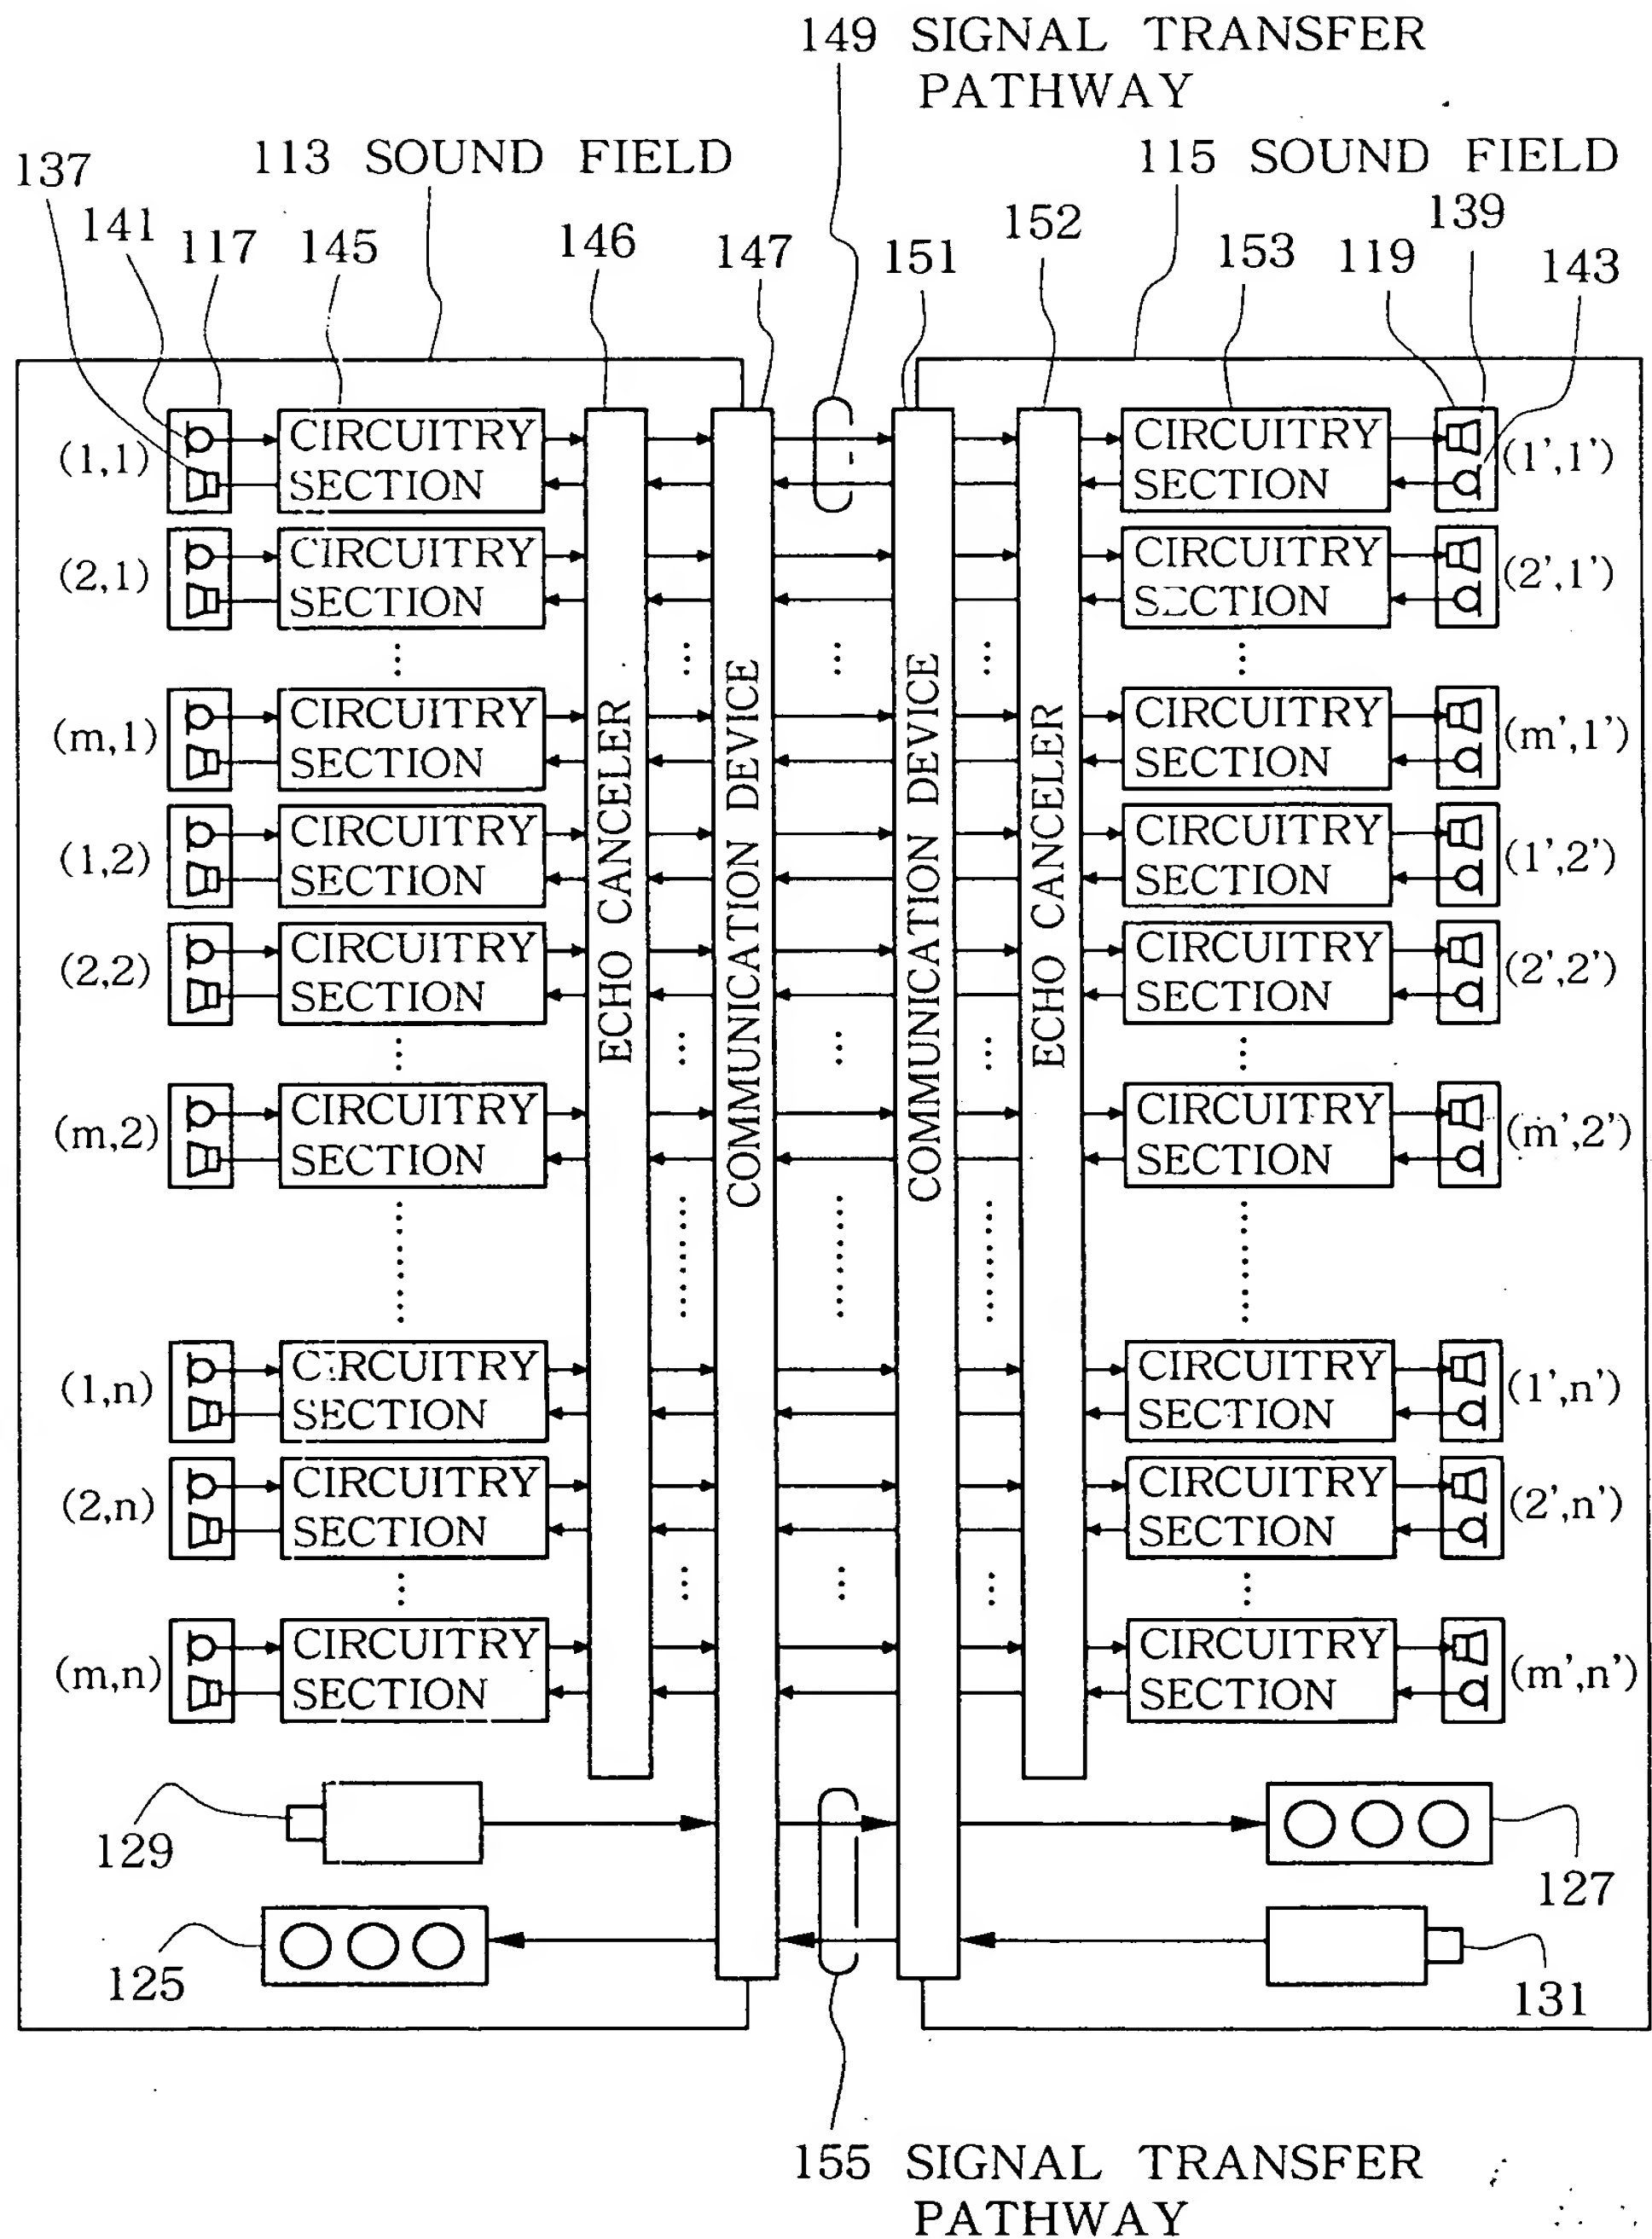 149 SIGNAL TRANSFER
PATHWAY
113 SOUND FIELD
115 SOUND FIELD
137
141
117
145
146
147
151
152
153
119
139
143
(1,1)
CIRCUITRY
SECTION
CIRCUITRY
SECTION
(1',1')
(2,1)
CIRCUITRY
SECTION
CIRCUITRY
SECTION
(2',1')
(m,1)
CIRCUITRY
SECTION
CIRCUITRY
SECTION
(m',1')
(1,2)
CIRCUITRY
SECTION
CIRCUITRY
SECTION
(1',2')
(2,2)
CIRCUITRY
SECTION
CIRCUITRY
SECTION
(2',2')
(m,2)
CIRCUITRY
SECTION
CIRCUITRY
SECTION
(m',2')
ECHO CANCELER
COMMUNICATION DEVICE
COMMUNICATION DEVICE
ECHO CANCELER
(1,n)
CIRCUITRY
SECTION
CIRCUITRY
SECTION
(1',n')
(2,n)
CIRCUITRY
SECTION
CIRCUITRY
SECTION
(2',n')
(m,n)
CIRCUITRY
SECTION
CIRCUITRY
SECTION
(m',n')
129
127
125
131
155 SIGNAL TRANSFER
PATHWAY